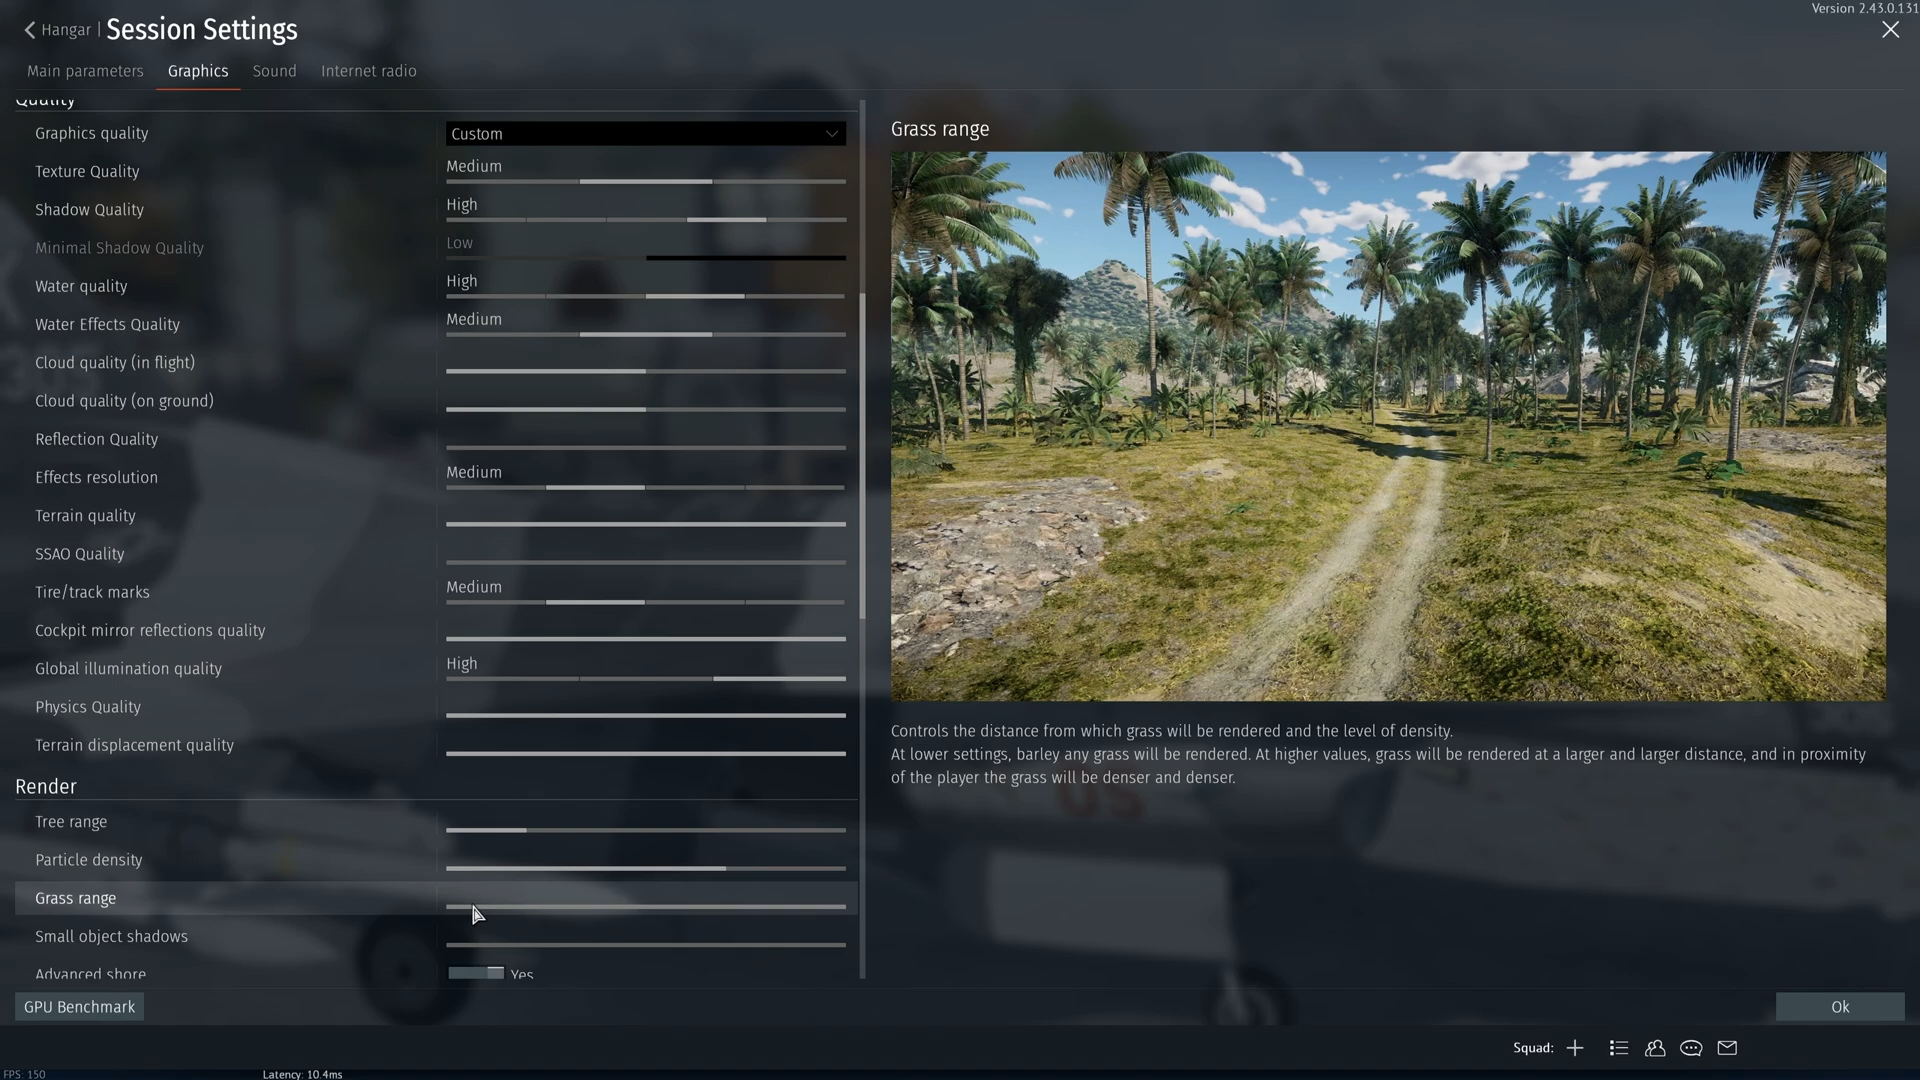 Version 2.43.0.131
Hangar | Session Settings
Main parameters Graphics Sound Internet radio
Quality
Graphics quality Custom
Texture Quality Medium
Shadow Quality High
Minimal Shadow Quality Low
Water quality High
Water Effects Quality Medium
Cloud quality (in flight)
Cloud quality (on ground)
Reflection Quality
Effects resolution Medium
Terrain quality
SSAO Quality
Tire/track marks Medium
Cockpit mirror reflections quality
Global illumination quality High
Physics Quality
Terrain displacement quality
Render
Tree range
Particle density
Grass range
Small object shadows
Advanced shore Yes
Grass range
Controls the distance from which grass will be rendered and the level of density.
At lower settings, barley any grass will be rendered. At higher values, grass will be rendered at a larger and larger distance, and in proximity
of the player the grass will be denser and denser.
GPU Benchmark
Ok
Squad:
FPS: 150 Latency: 10.4ms